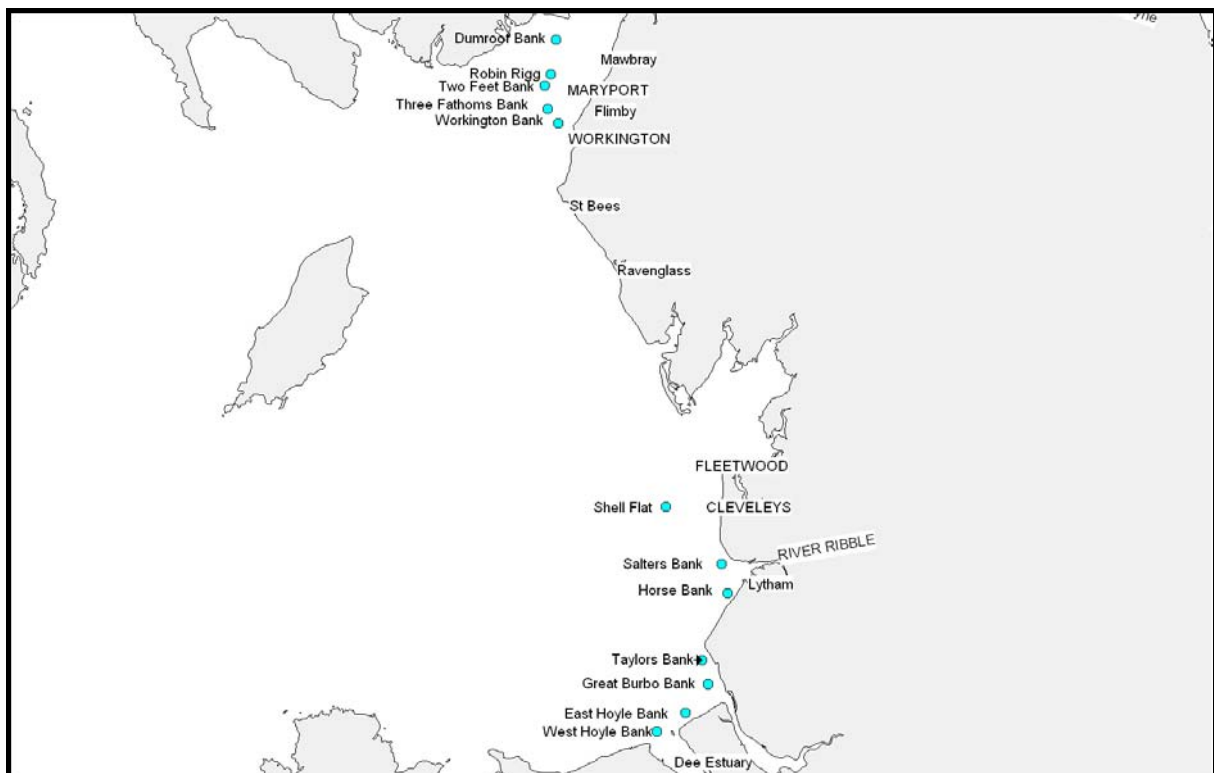 Dumroof Bank
Mawbray
Robin Rigg
Two Feet Bank
MARYPORT
Three Fathoms Bank
Flimby
Workington Bank
WORKINGTON
St Bees
Ravenglass
FLEETWOOD
Shell Flat
CLEVELEYS
RIVER RIBBLE
Salters Bank
Lytham
Horse Bank
Taylors Bank
Great Burbo Bank
East Hoyle Bank
West Hoyle Bank
Dee Estuary